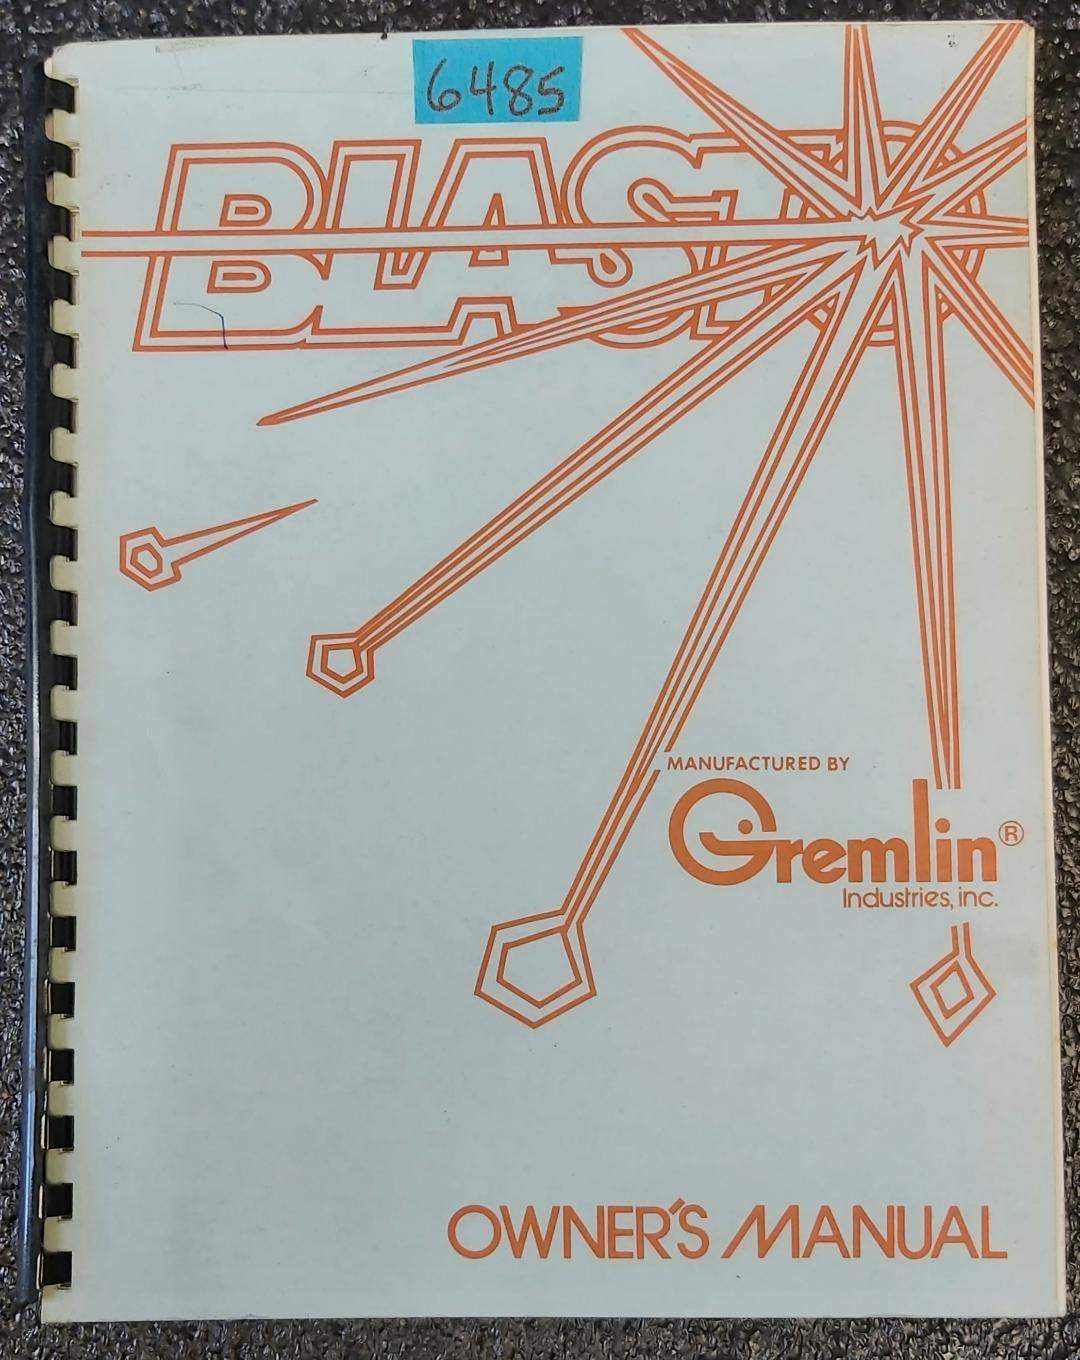 6485
BLASTO
MANUFACTURED BY
Gremlin®
Industries, inc.
OWNER'S MANUAL